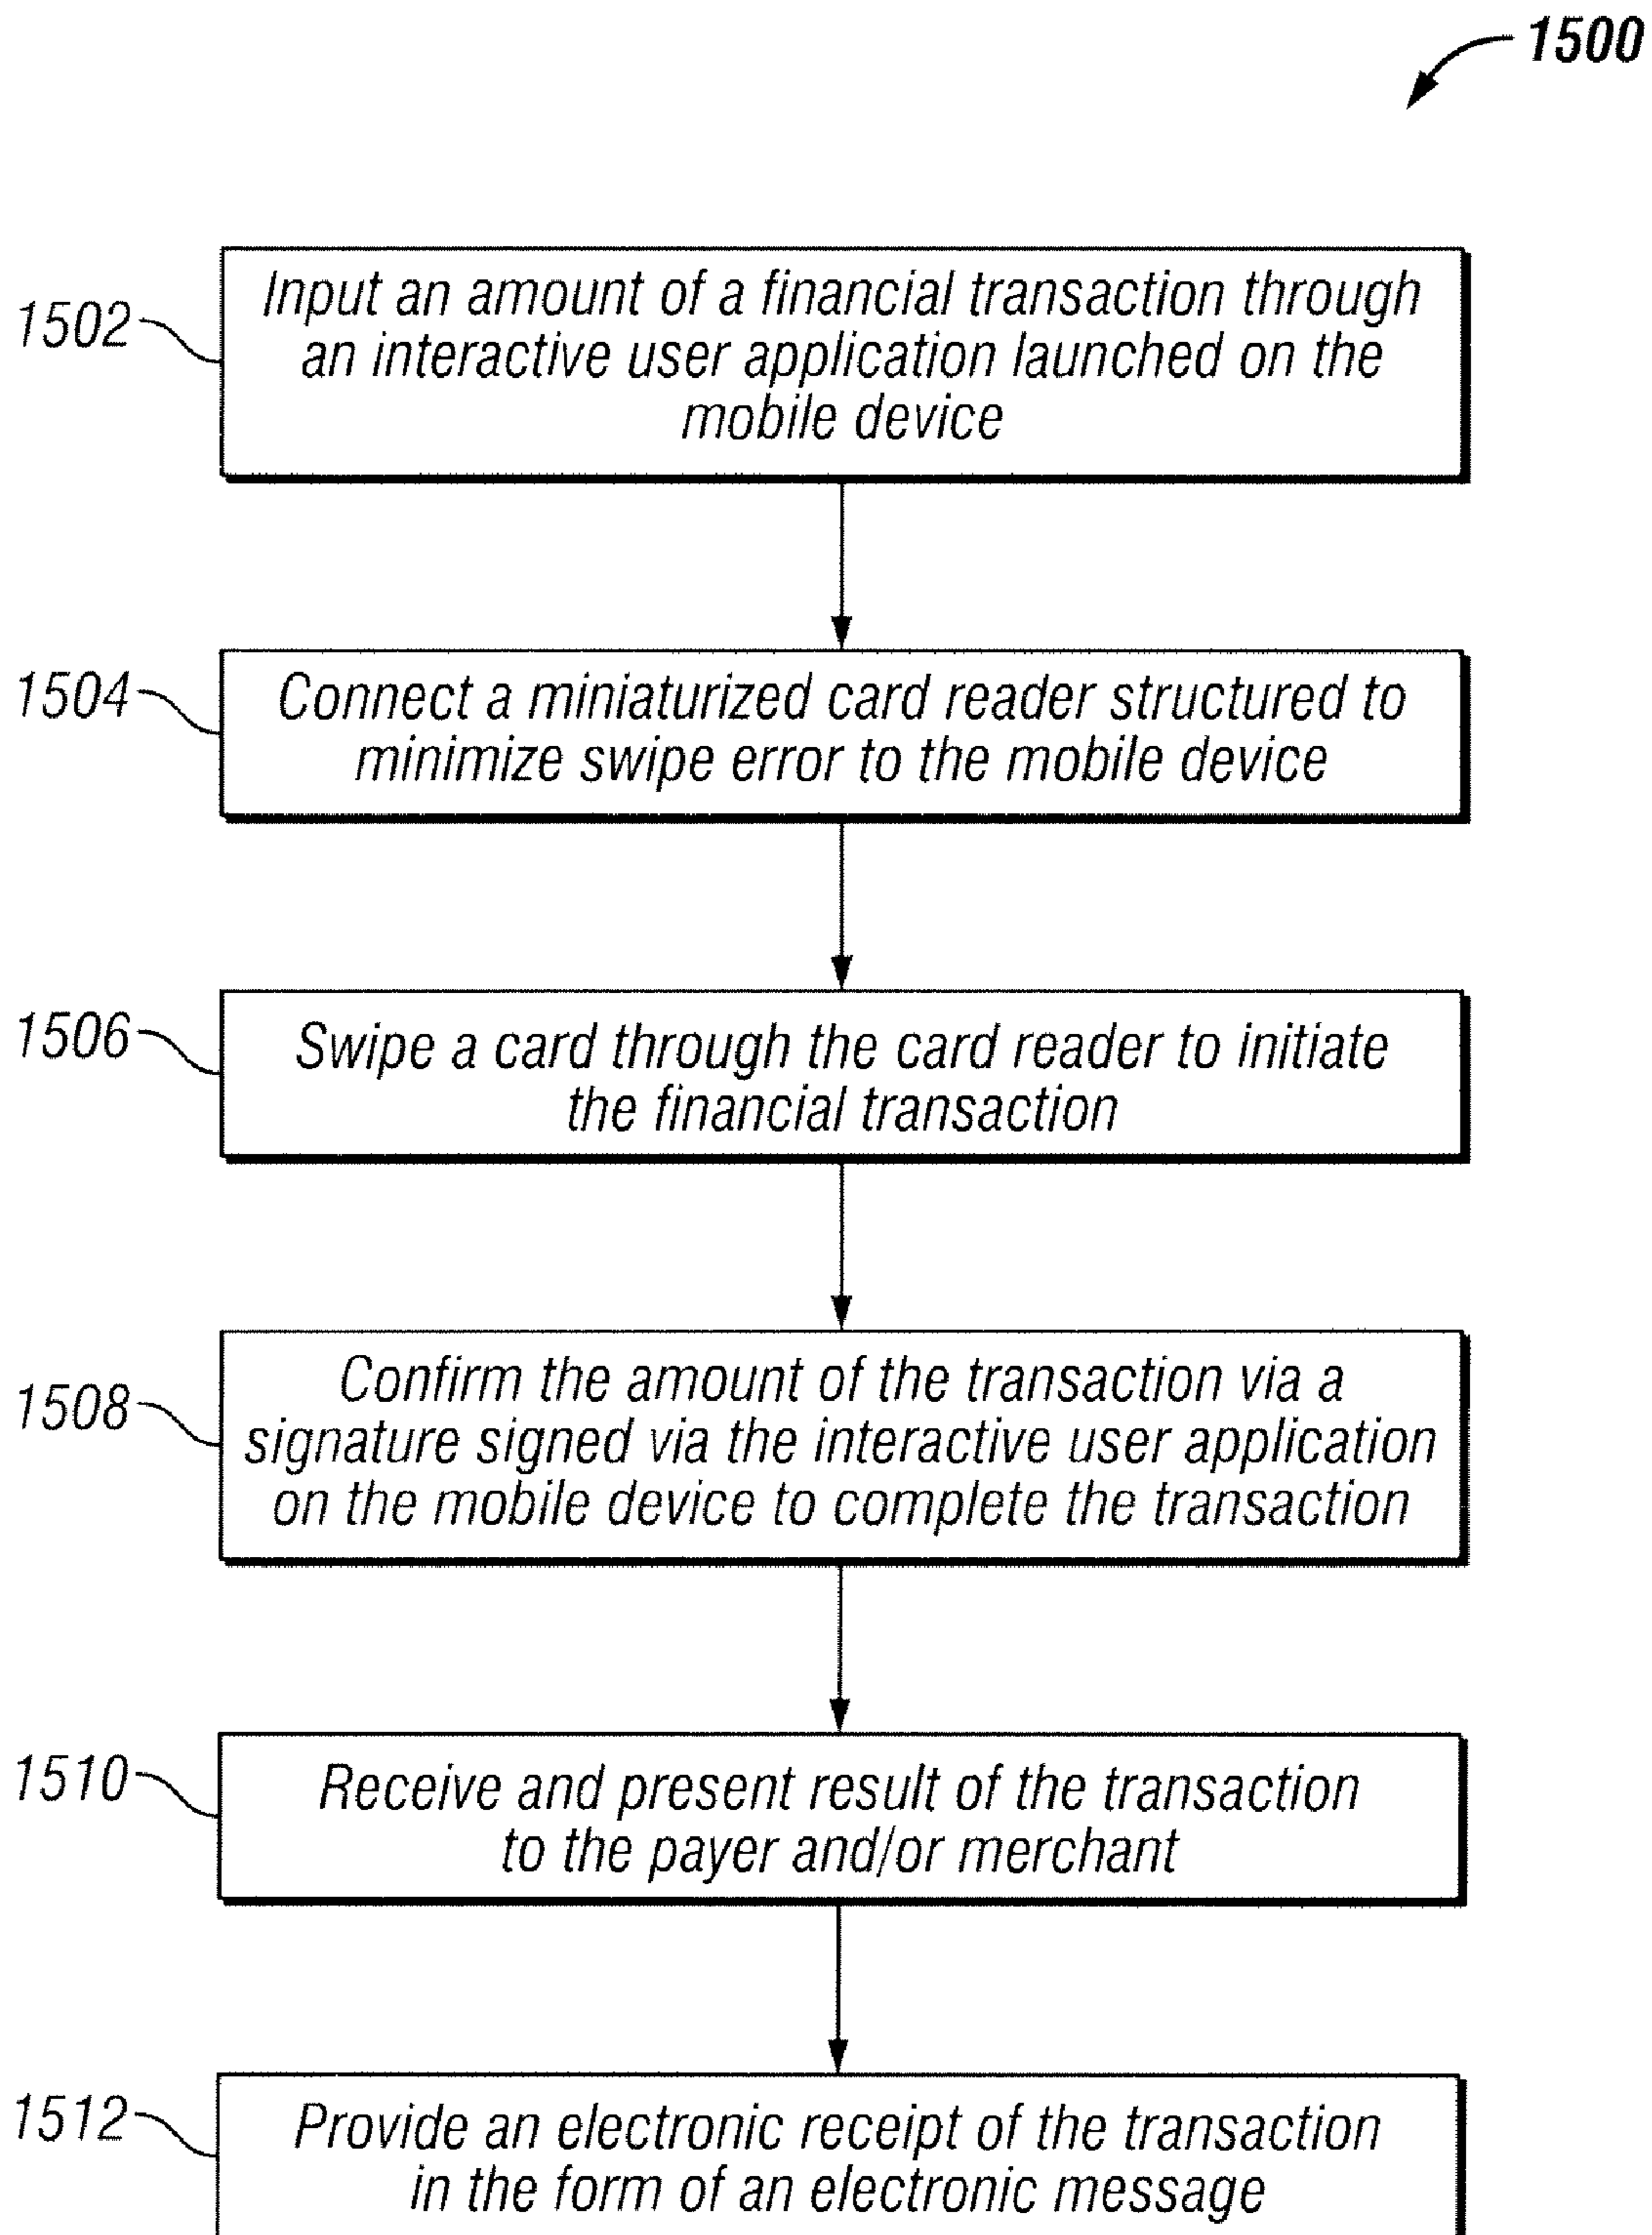 1500
1502
Input an amount of a financial transaction through
an interactive user application launched on the
mobile device
1504
Connect a miniaturized card reader structured to
minimize swipe error to the mobile device
1506
Swipe a card through the card reader to initiate
the financial transaction
1508
Confirm the amount of the transaction via a
signature signed via the interactive user application
on the mobile device to complete the transaction
1510
Receive and present result of the transaction
to the payer and/or merchant
1512
Provide an electronic receipt of the transaction
in the form of an electronic message